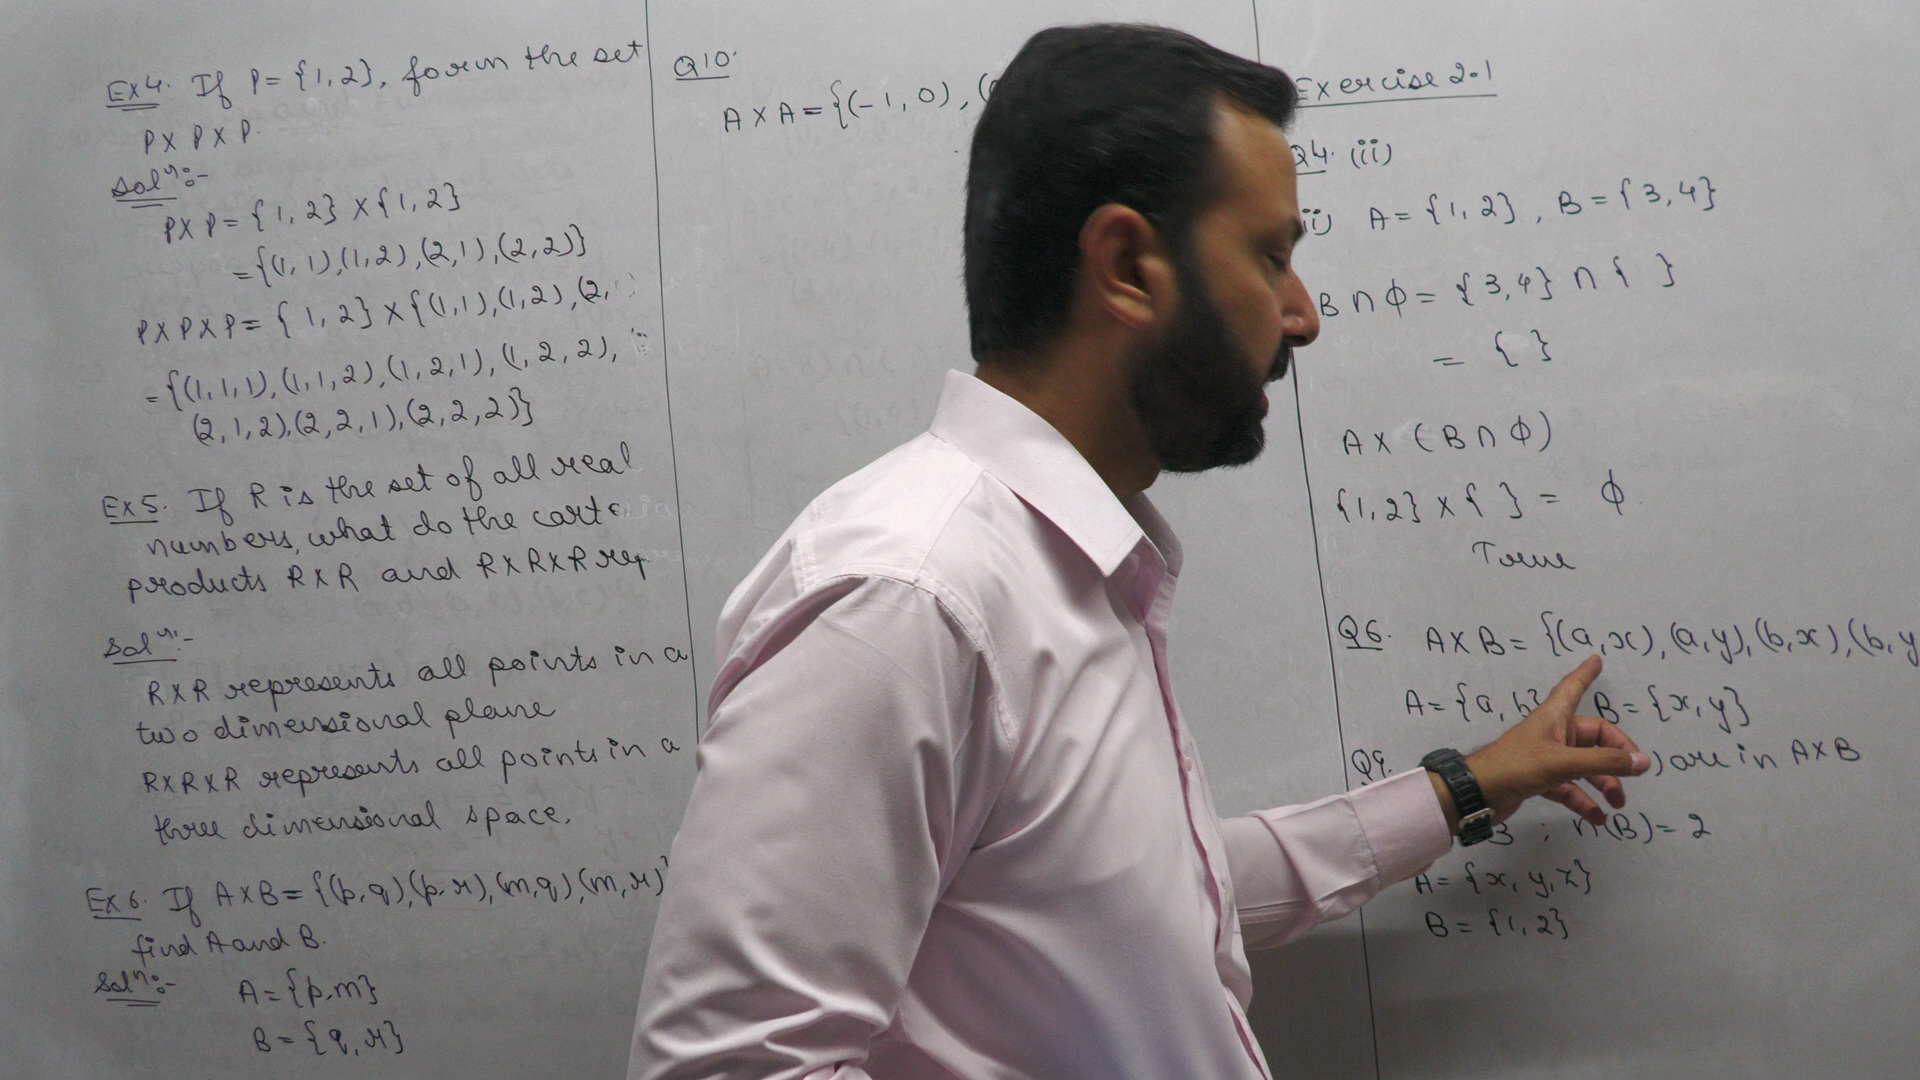 Ex4. If P = {1,2}, form the set
P X P X P.
Solⁿ:-
P X P = {1,2} X {1,2}
= {(1,1),(1,2),(2,1),(2,2)}
P X P X P = {1,2} X {(1,1),(1,2),(2,
= {(1,1,1),(1,1,2),(1,2,1),(1,2,2),
(2,1,2),(2,2,1),(2,2,2)}
Ex5. If R is the set of all real
numbers, what do the carte
products R X R and R X R X R rep
Solⁿ:-
R X R represents all points in a
two dimensional plane
R X R X R represents all points in a
three dimensional space.
Ex6. If A X B = {(p,q)(p,r),(m,q),(m,r)}
find A and B.
Solⁿ:-
A = {p,m}
B = {q,r}
Q10.
A X A = {(-1,0),(
Exercise 2.1
Q4. (ii)
ii) A = {1,2}, B = {3,4}
B ∩ ϕ = {3,4} ∩ { }
= { }
A X (B ∩ ϕ)
{1,2} X { } = ϕ.
True
Q6. A X B = {(a,x),(a,y),(b,x),(b,y
A = {a,b} B = {x,y}
Q9. ) are in A X B
3 ; n(B) = 2
A = {x,y,z}
B = {1,2}